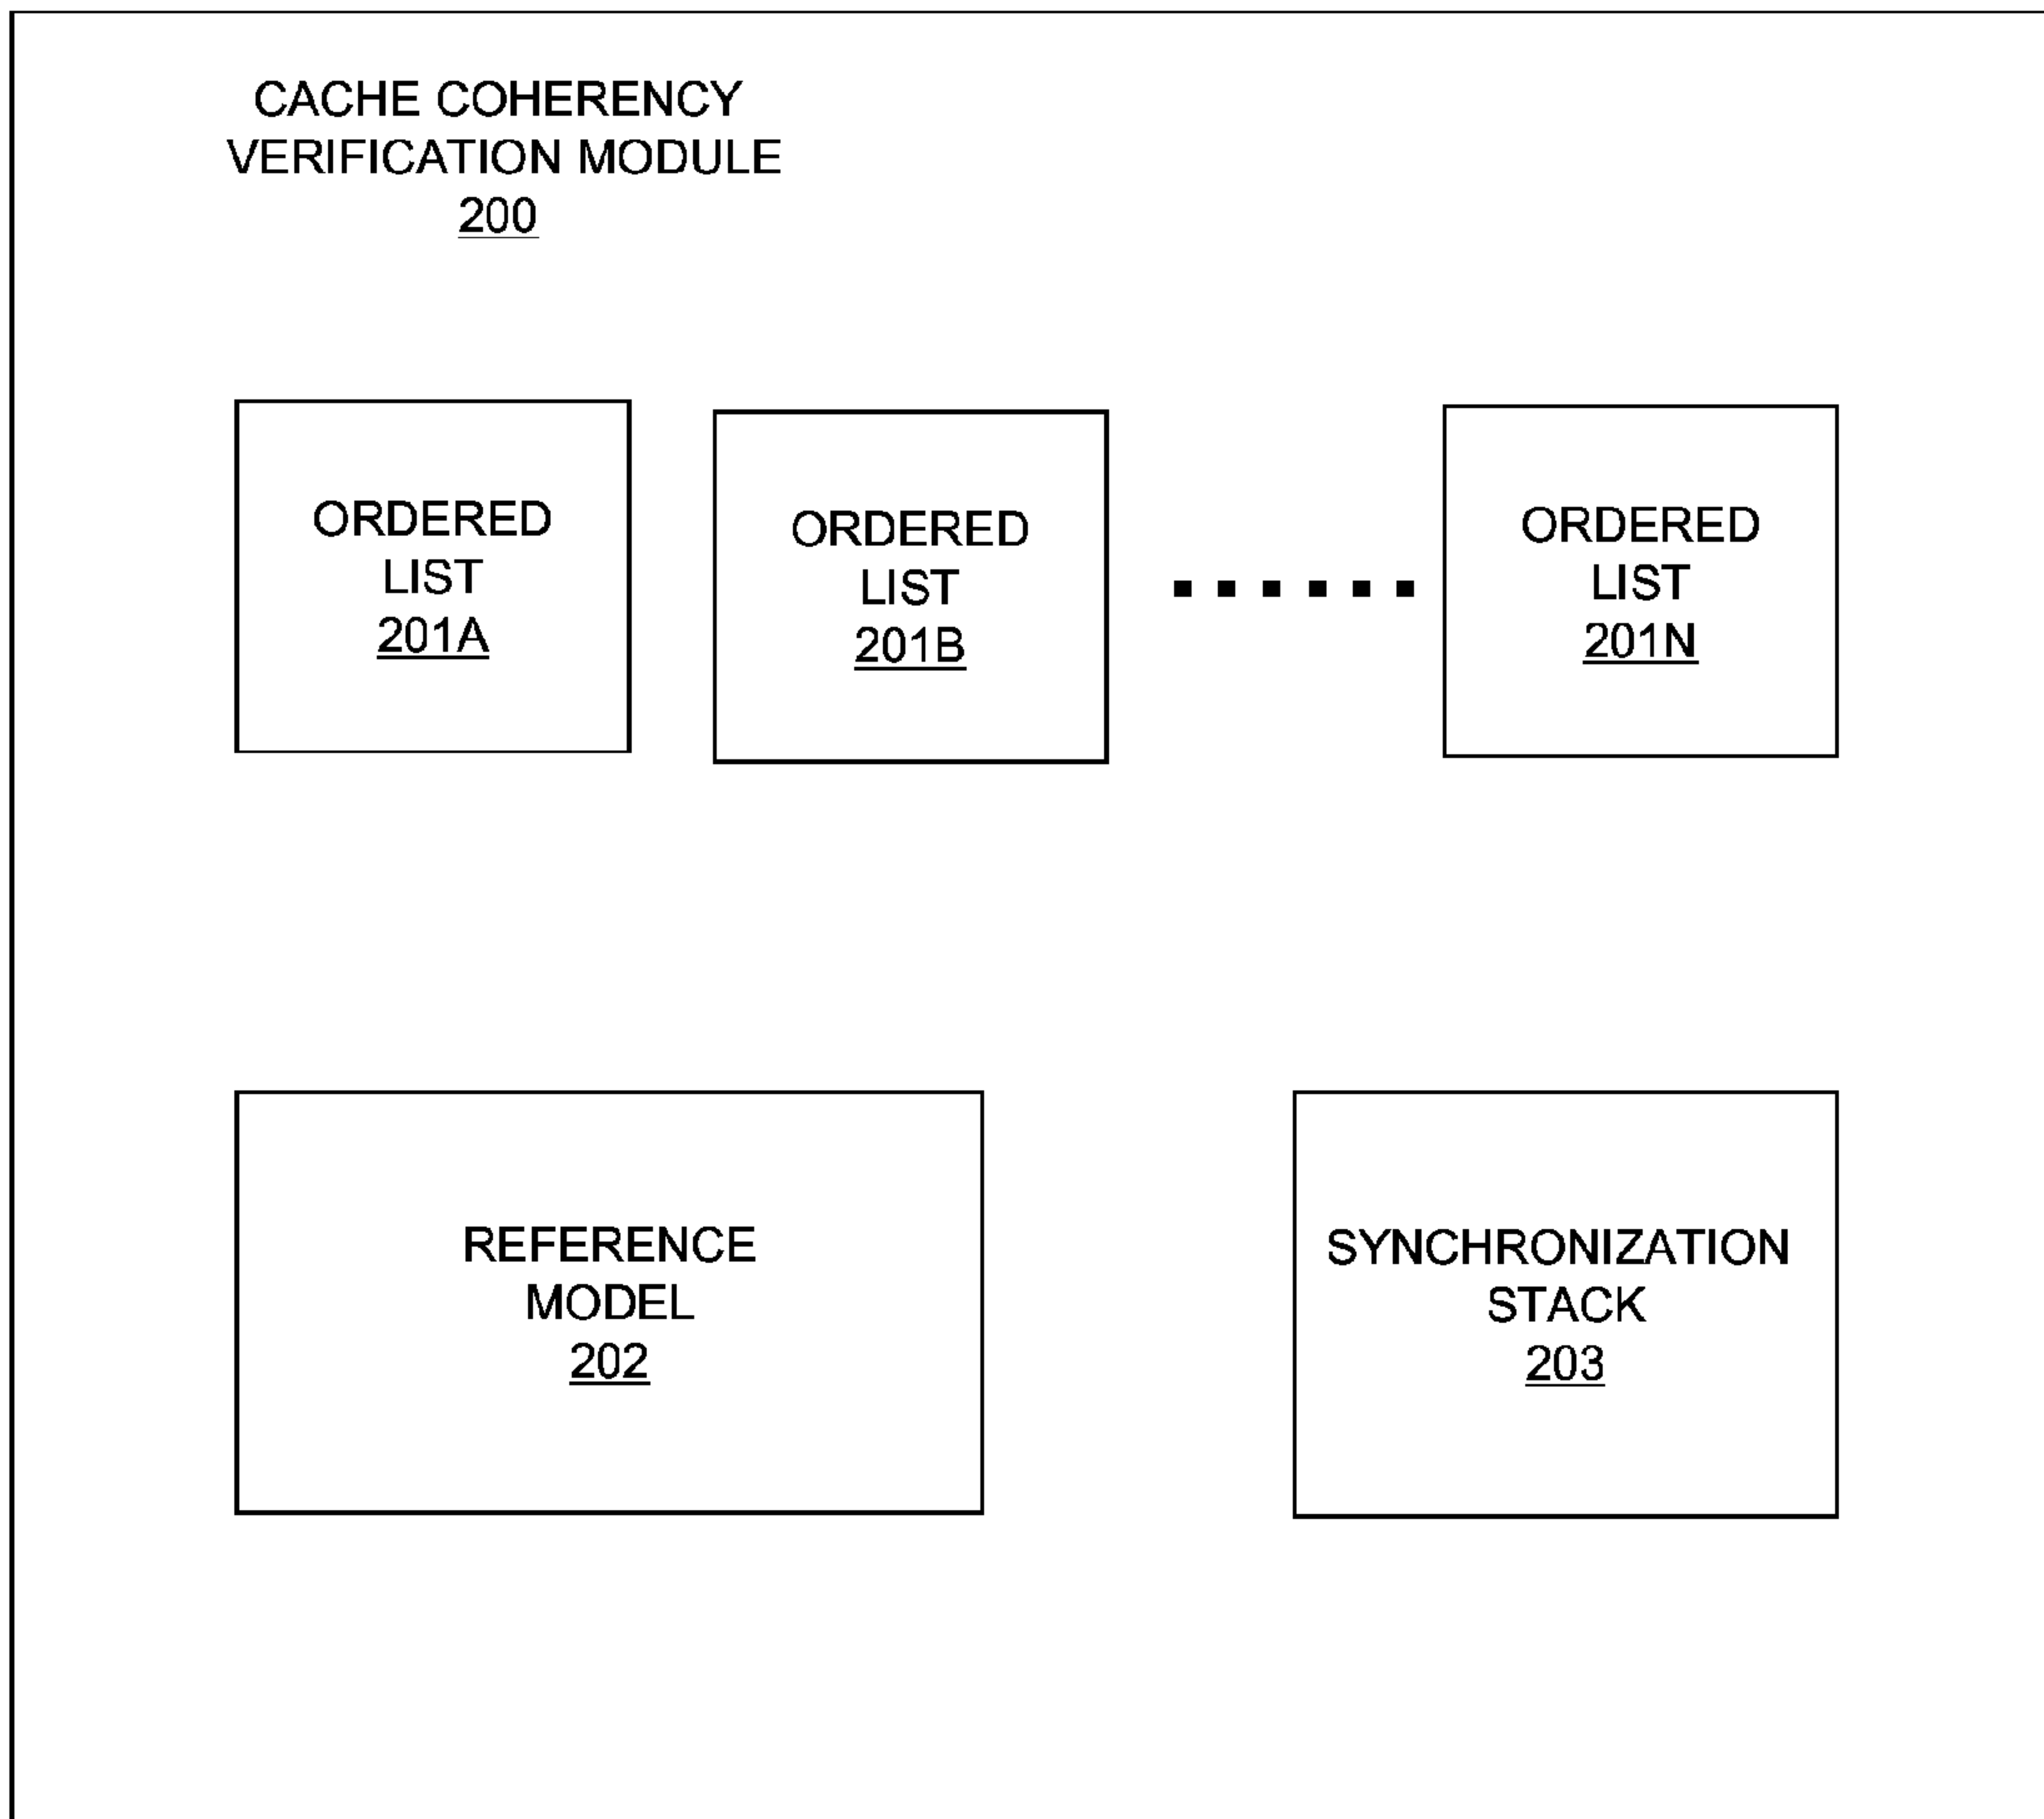 CACHE COHERENCY
VERIFICATION MODULE
200
ORDERED
LIST
201A
ORDERED
LIST
201B
ORDERED
LIST
201N
REFERENCE
MODEL
202
SYNCHRONIZATION
STACK
203